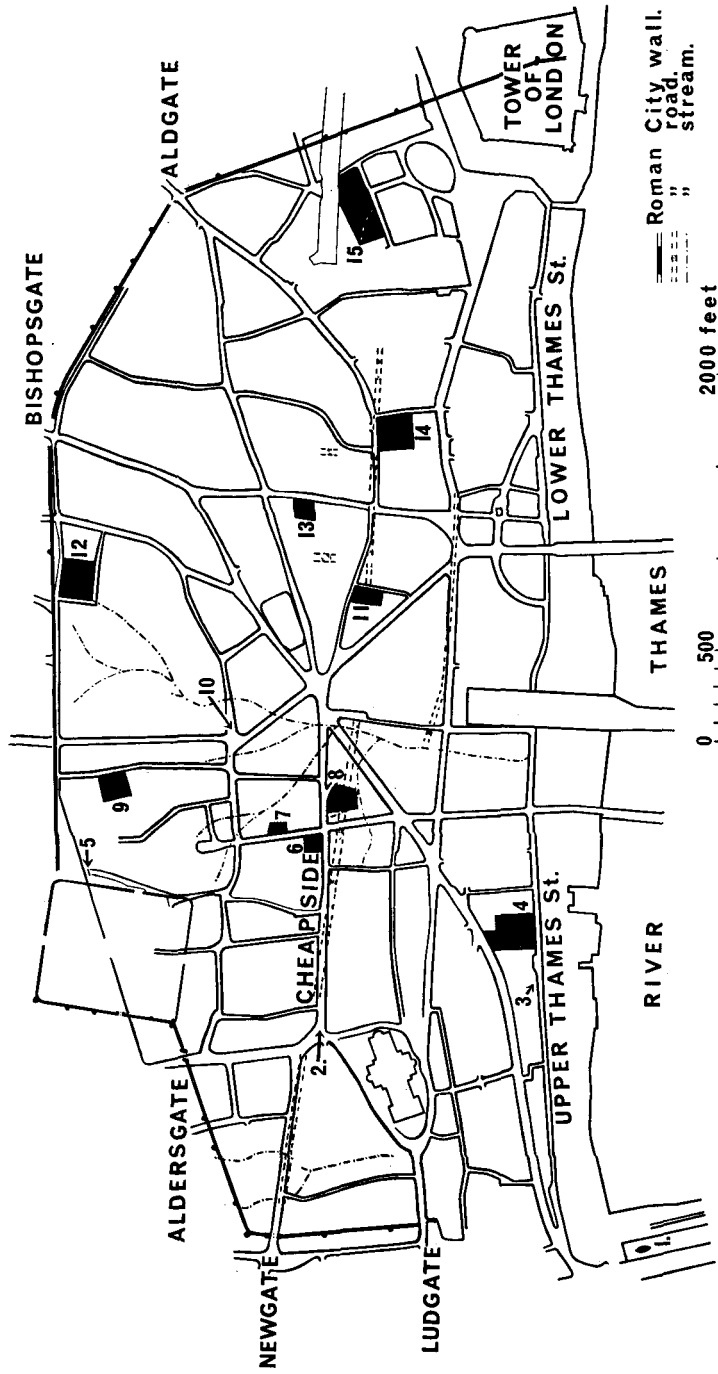 BISHOPSGATE
ALDGATE
ALDERSGATE
NEWGATE
LUDGATE
CHEAPSIDE
TOWER
OF
LONDON
UPPER THAMES St.
LOWER THAMES St.
RIVER
THAMES
1.
2.
3
4
5
6
7
8
9
10
11
12
13
14
15
Roman City wall.
" road.
" stream.
0 500 2000 feet